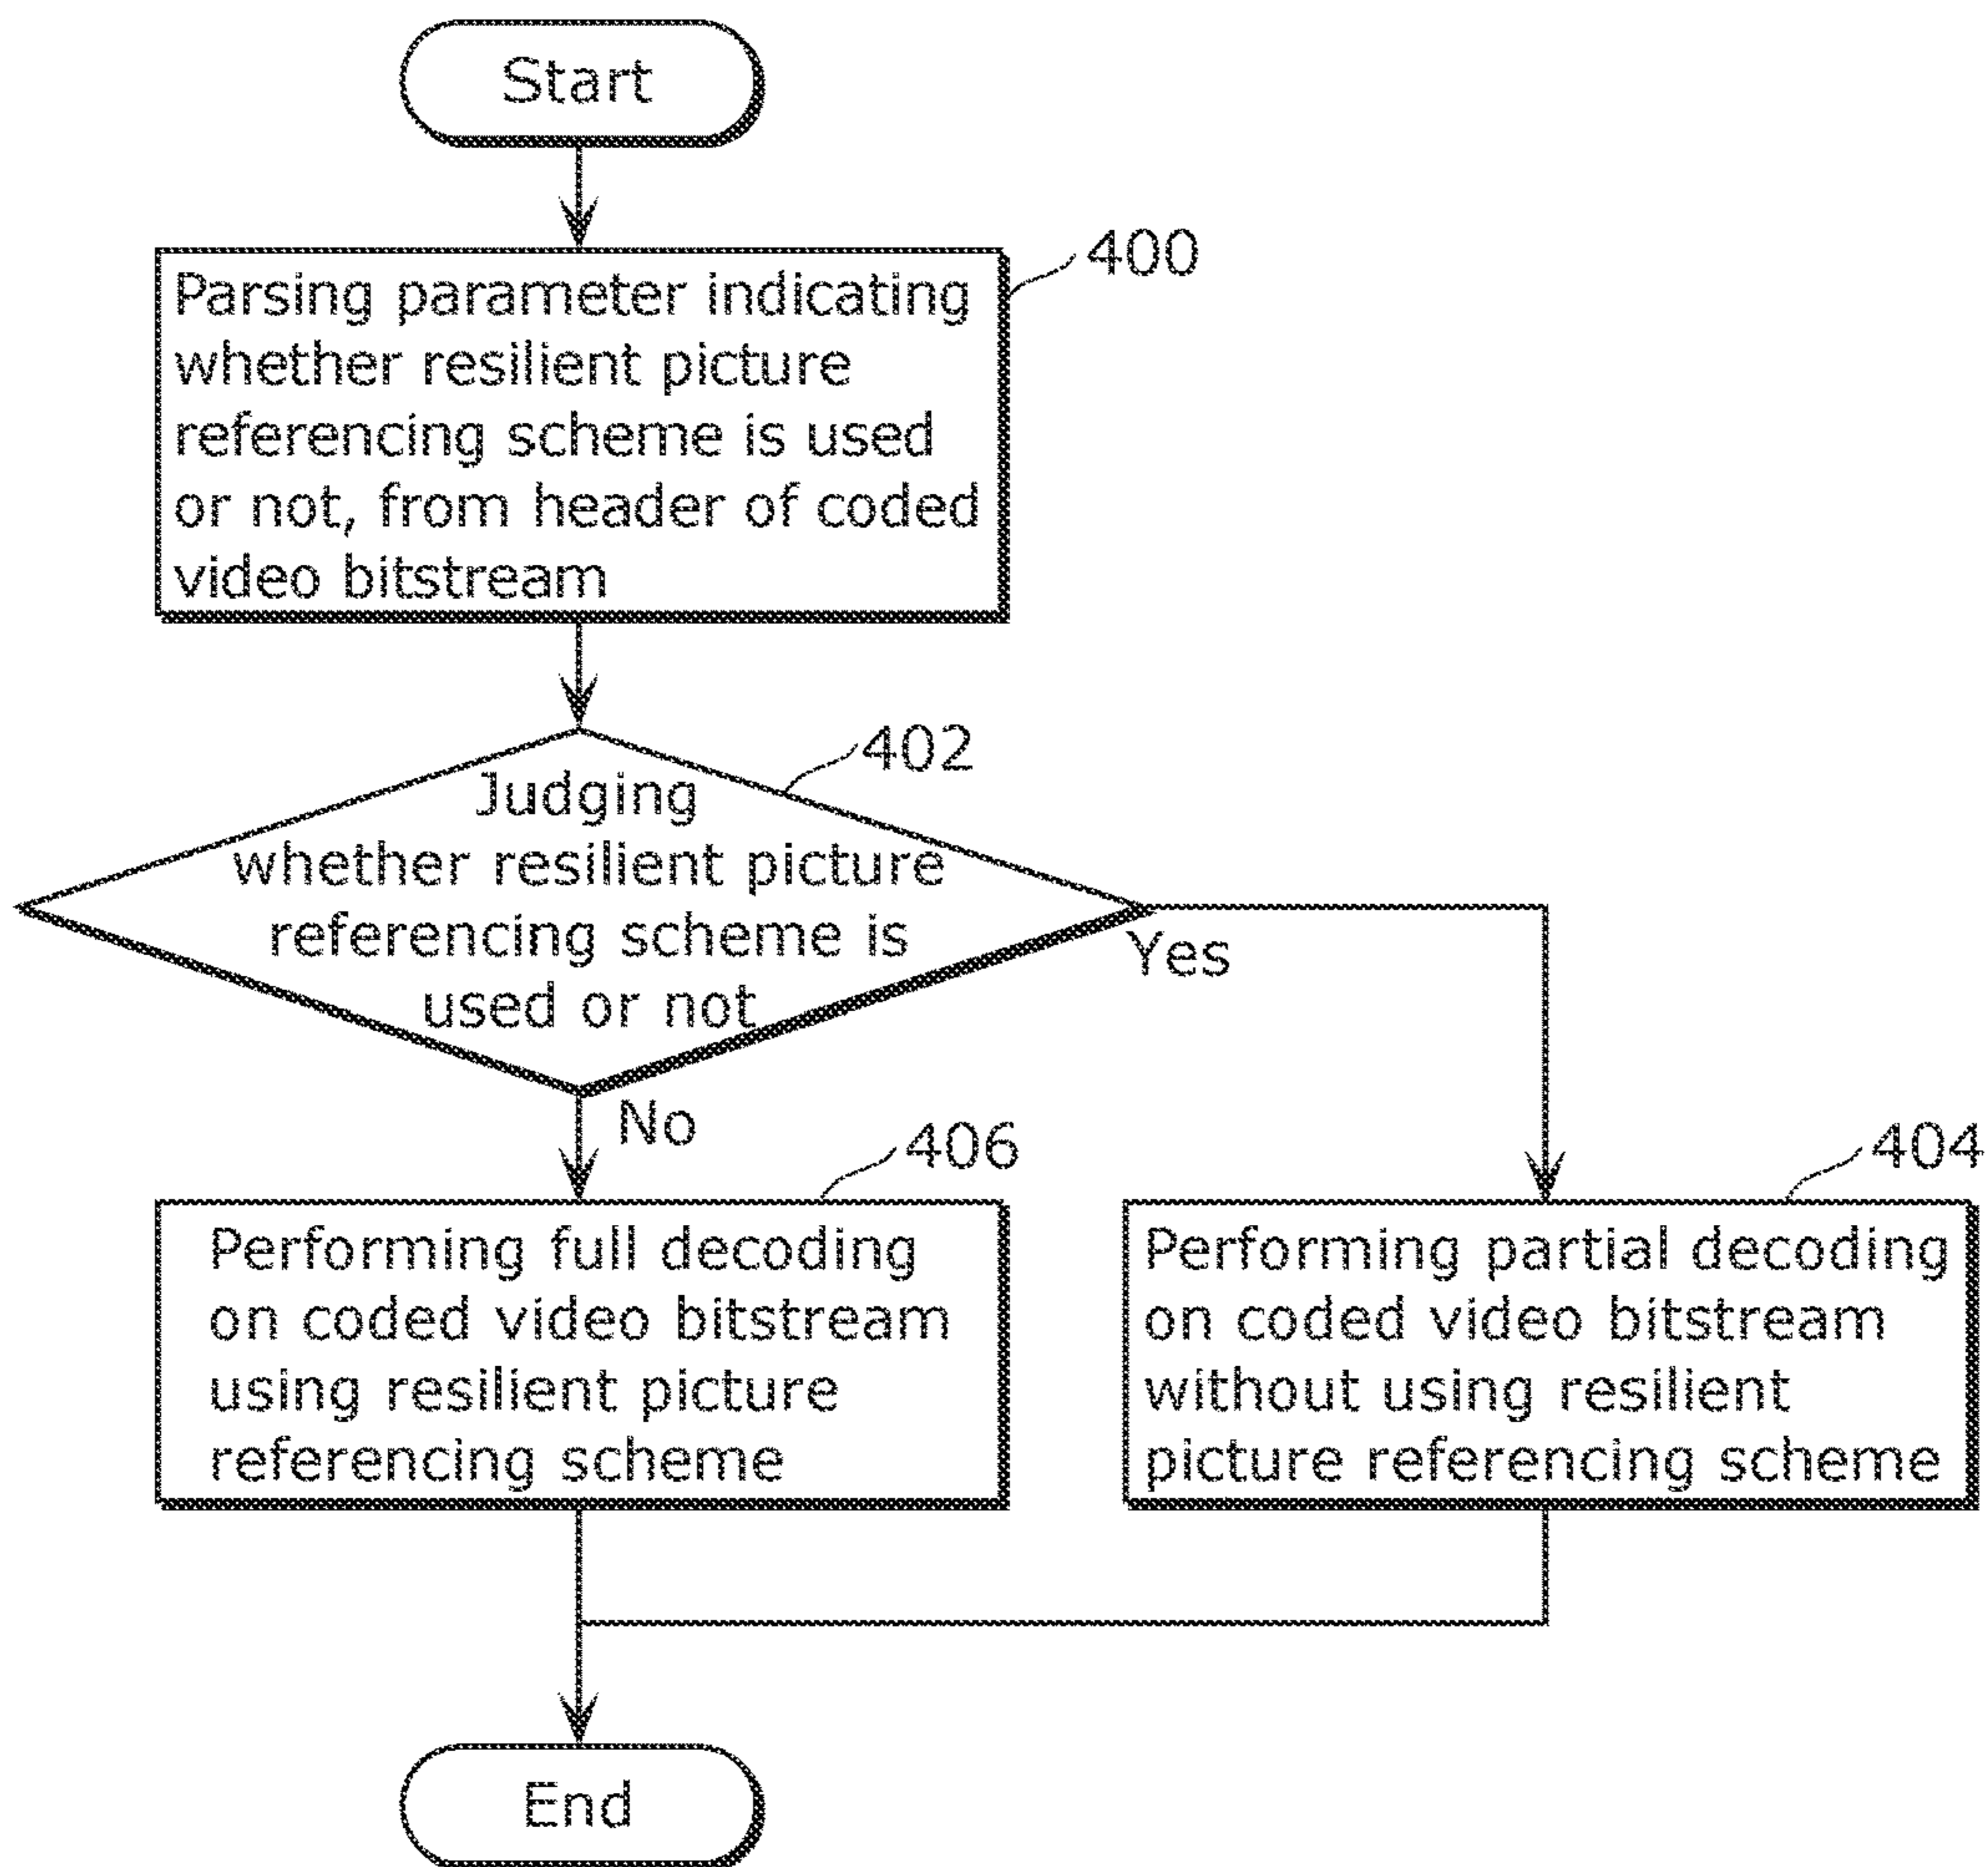 Start
400
Parsing parameter indicating
whether resilient picture
referencing scheme is used
or not, from header of coded
video bitstream
402
Judging
whether resilient picture
referencing scheme is
used or not
Yes
No
406
Performing full decoding
on coded video bitstream
using resilient picture
referencing scheme
404
Performing partial decoding
on coded video bitstream
without using resilient
picture referencing scheme
End